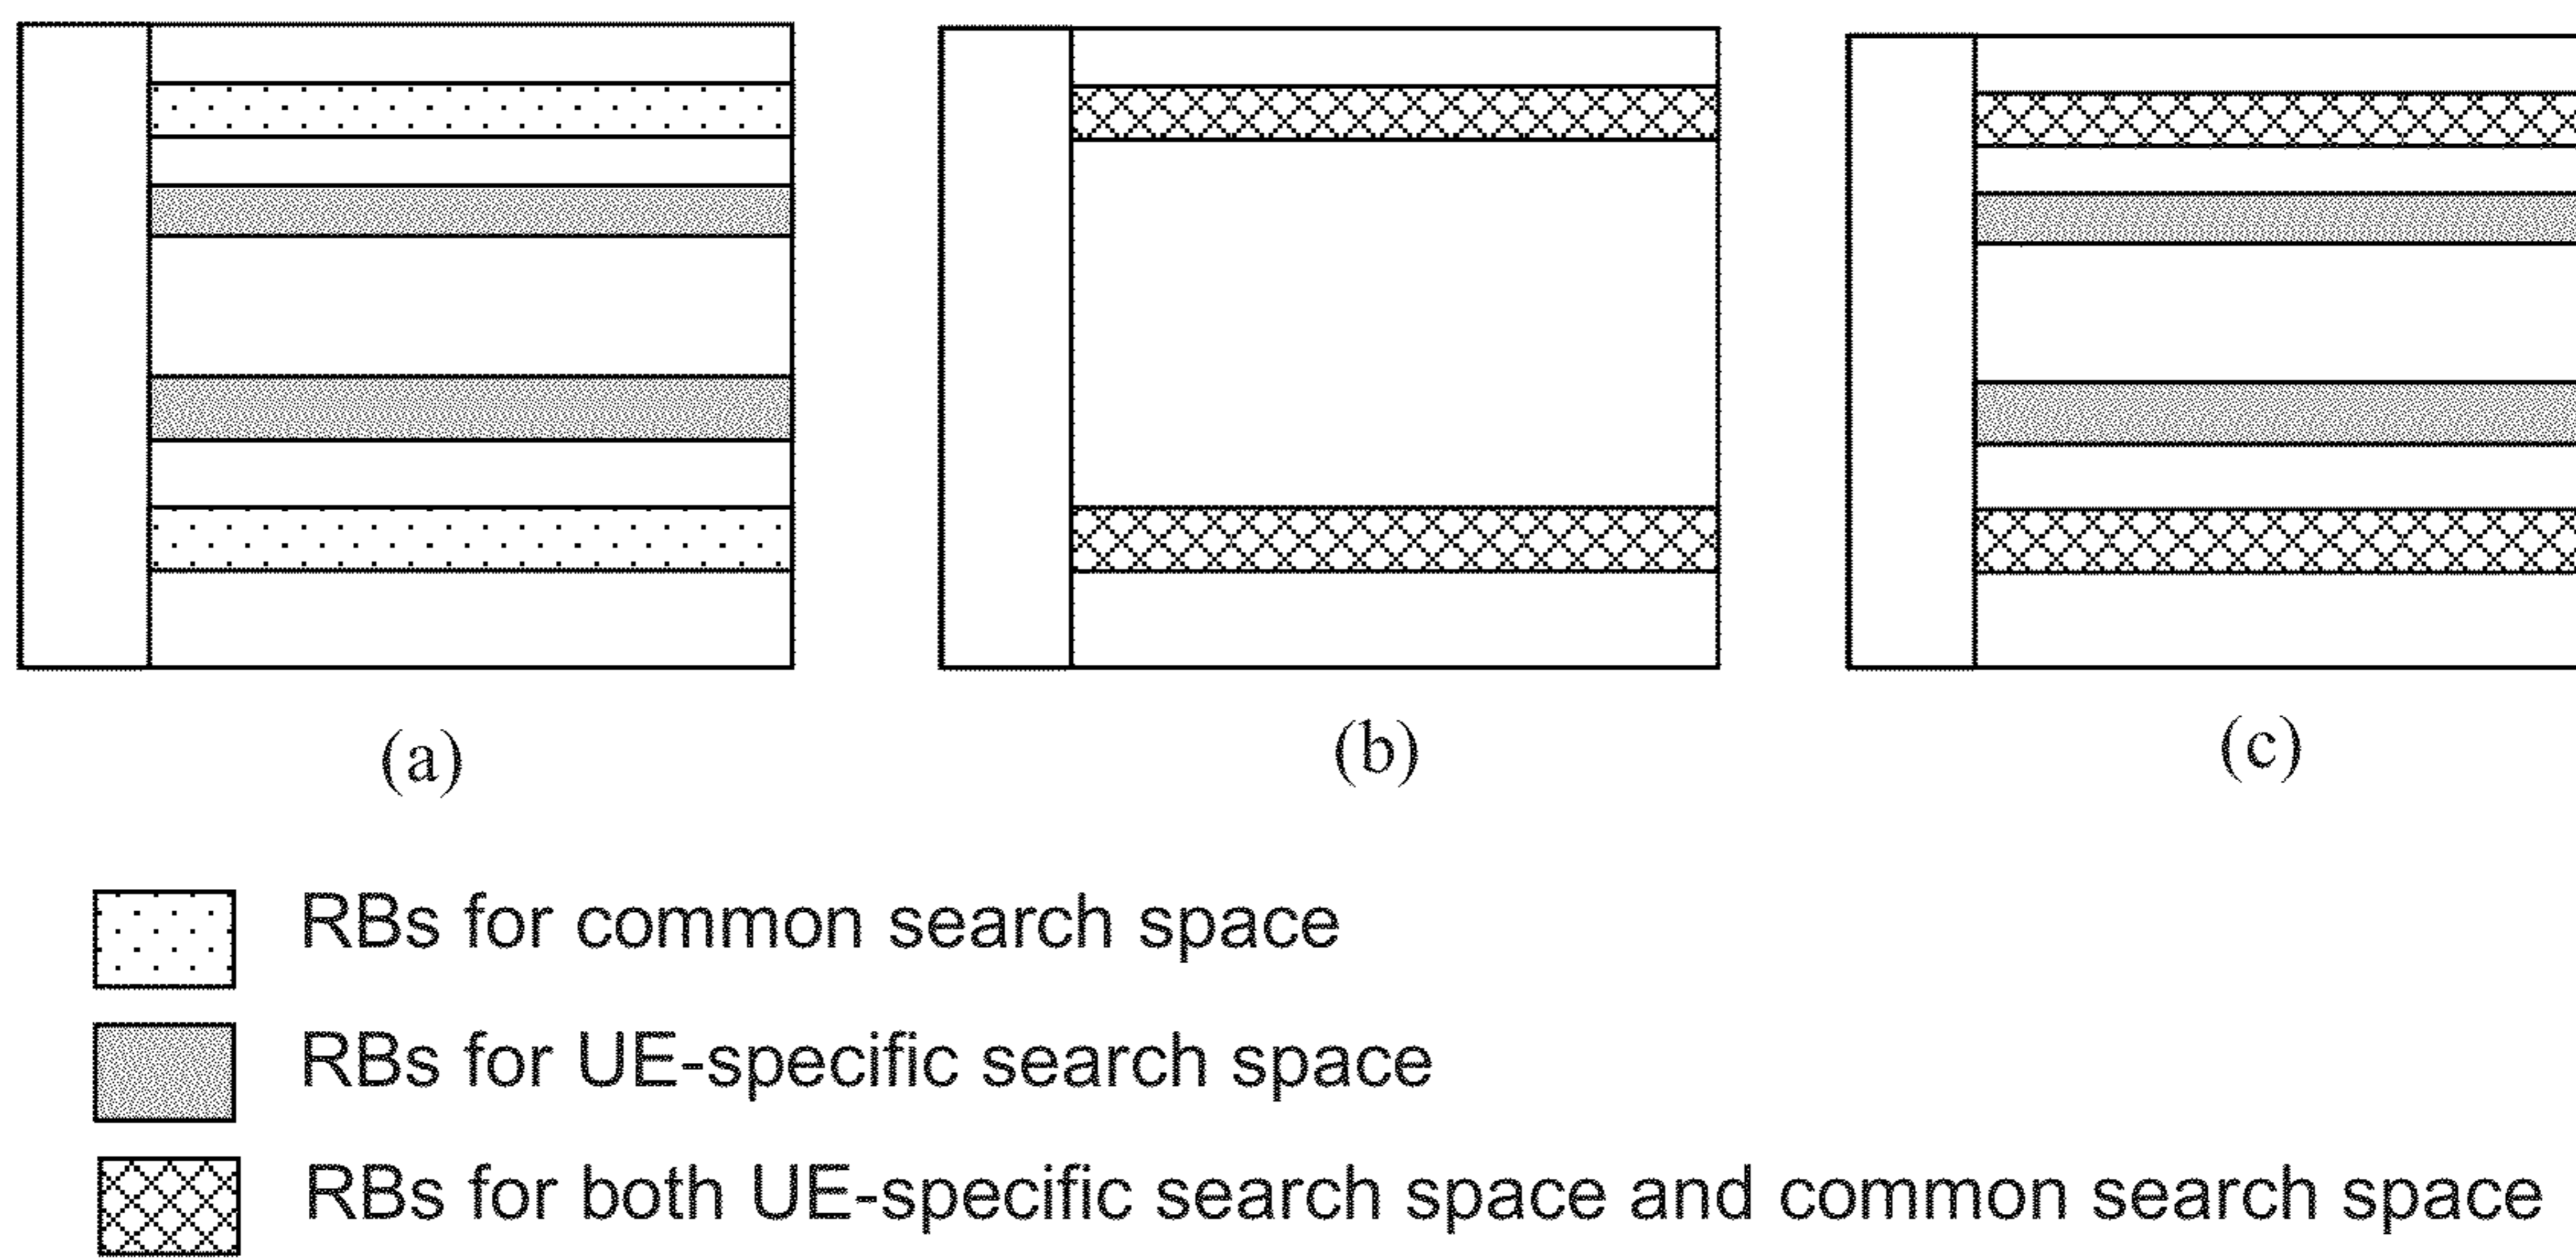 (a)
(b)
(c)
RBs for common search space
RBs for UE-specific search space
RBs for both UE-specific search space and common search space